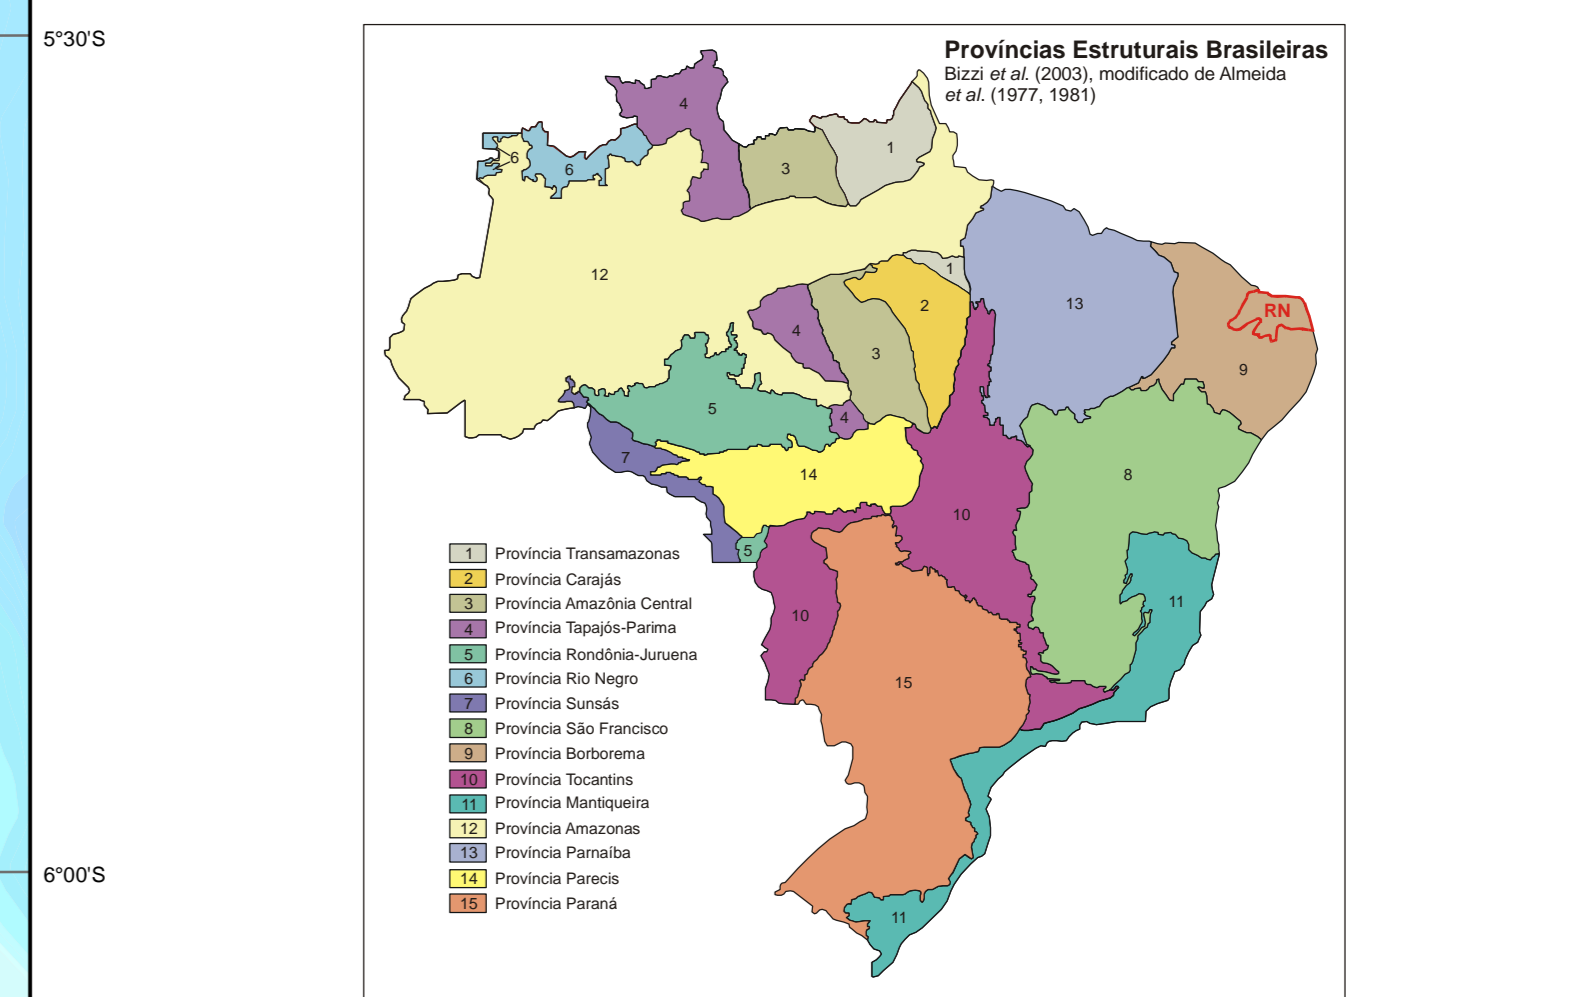 5°30'S
6°00'S
Províncias Estruturais Brasileiras
Bizzi et al. (2003), modificado de Almeida
et al. (1977, 1981)
4
1
6
6
3
12
1
2
13
RN
4
3
9
5
4
7
14
8
10
5
11
10
15
11
1 Província Transamazonas
2 Província Carajás
3 Província Amazônia Central
4 Província Tapajós-Parima
5 Província Rondônia-Juruena
6 Província Rio Negro
7 Província Sunsás
8 Província São Francisco
9 Província Borborema
10 Província Tocantins
11 Província Mantiqueira
12 Província Amazonas
13 Província Parnaíba
14 Província Parecis
15 Província Paraná